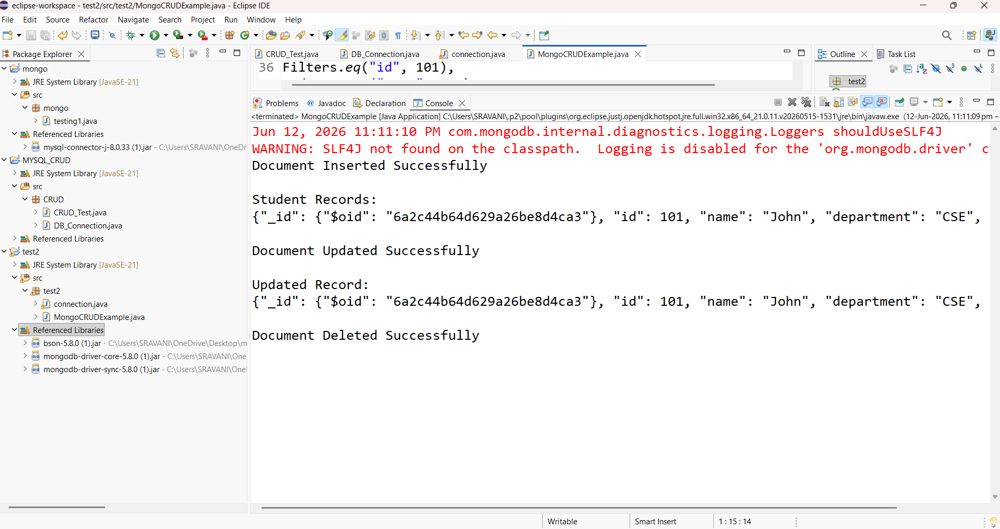 eclipse-workspace - test2/src/test2/MongoCRUDExample.java - Eclipse IDE
File Edit Source Refactor Navigate Search Project Run Window Help
Package Explorer
mongo
JRE System Library [JavaSE-21]
src
mongo
testing1.java
Referenced Libraries
mysql-connector-j-8.0.33 (1).jar - C:\Users\SRAVANI\OneDr
MYSQL_CRUD
JRE System Library [JavaSE-21]
src
CRUD
CRUD_Test.java
DB_Connection.java
Referenced Libraries
test2
JRE System Library [JavaSE-21]
src
test2
connection.java
MongoCRUDExample.java
Referenced Libraries
bson-5.8.0 (1).jar - C:\Users\SRAVANI\OneDrive\Desktop\m
mongodb-driver-core-5.8.0 (1).jar - C:\Users\SRAVANI\One
mongodb-driver-sync-5.8.0 (1).jar - C:\Users\SRAVANI\One
CRUD_Test.java DB_Connection.java connection.java MongoCRUDExample.java
36 Filters.eq("id", 101),
Outline Task List
test2
Problems @ Javadoc Declaration Console
<terminated> MongoCRUDExample [Java Application] C:\Users\SRAVANI\.p2\pool\plugins\org.eclipse.justj.openjdk.hotspot.jre.full.win32.x86_64_21.0.11.v20260515-1531\jre\bin\javaw.exe (12-Jun-2026, 11:11:09 pm –
Jun 12, 2026 11:11:10 PM com.mongodb.internal.diagnostics.logging.Loggers shouldUseSLF4J
WARNING: SLF4J not found on the classpath.  Logging is disabled for the 'org.mongodb.driver' c
Document Inserted Successfully
Student Records:
{"_id": {"$oid": "6a2c44b64d629a26be8d4ca3"}, "id": 101, "name": "John", "department": "CSE",
Document Updated Successfully
Updated Record:
{"_id": {"$oid": "6a2c44b64d629a26be8d4ca3"}, "id": 101, "name": "John", "department": "CSE",
Document Deleted Successfully
Writable Smart Insert 1 : 15 : 14